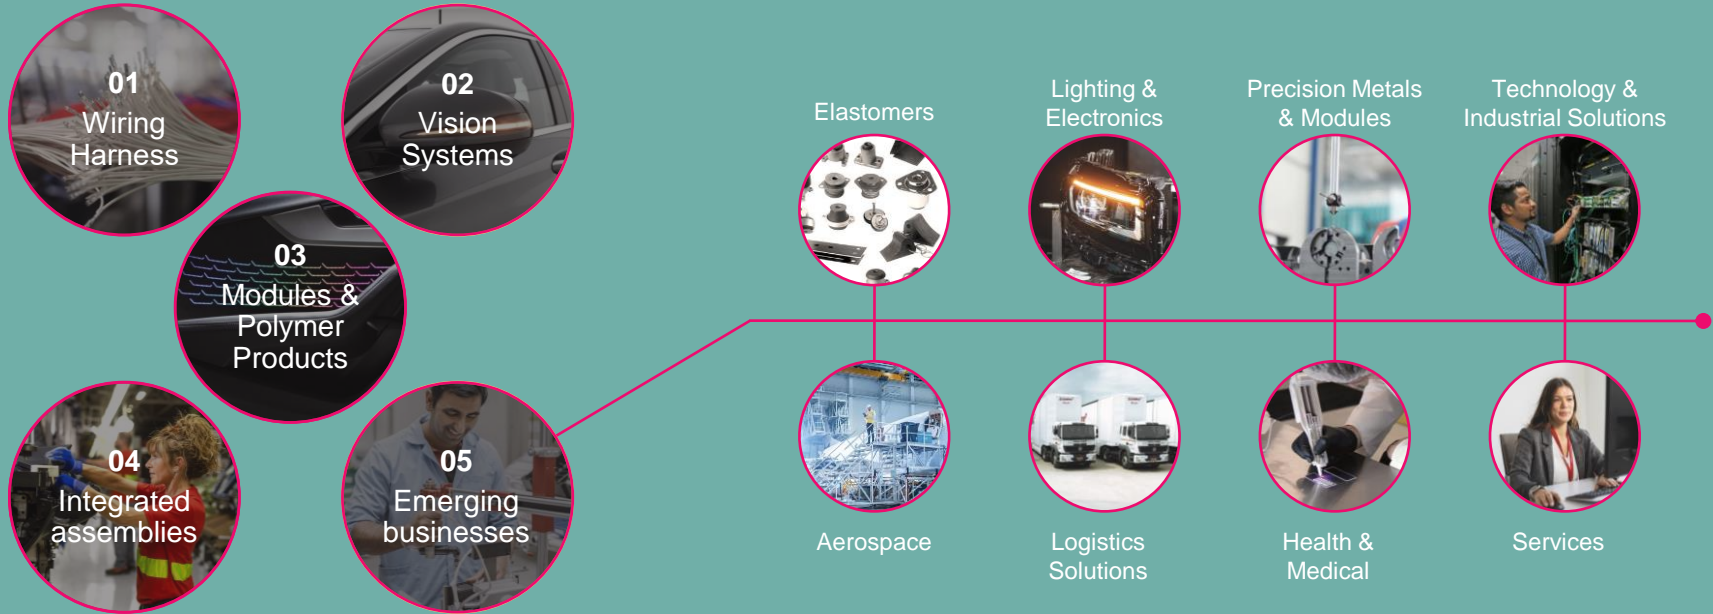 01
Wiring
Harness
02
Vision
Systems
03
Modules &
Polymer
Products
04
Integrated
assemblies
05
Emerging
businesses
Elastomers
Lighting &
Electronics
Precision Metals
& Modules
Technology &
Industrial Solutions
Aerospace
Logistics
Solutions
Health &
Medical
Services